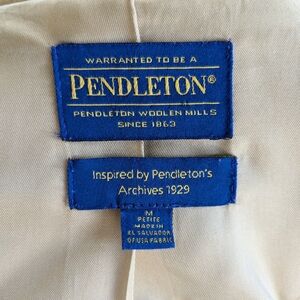 WARRANTED TO BE A
PENDLETON®
PENDLETON WOOLEN MILLS
SINCE 1863
Inspired by Pendleton's
Archives 1929
M
PETITE
MADE IN
EL SALVADOR
OF USA FABRIC